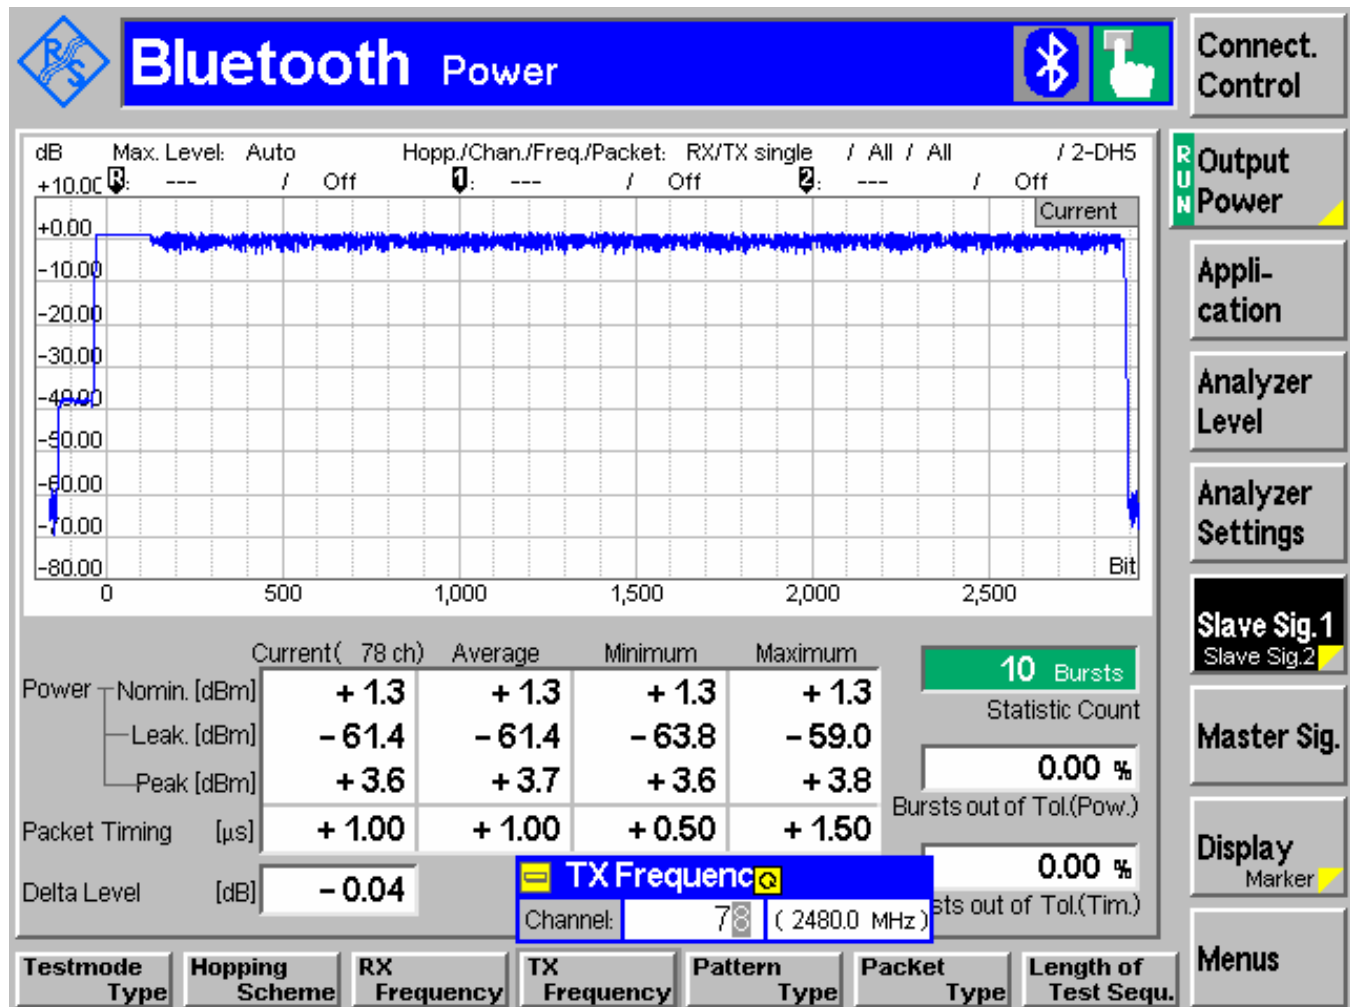 R S
Bluetooth Power
Connect. Control
dB Max. Level: Auto Hopp./Chan./Freq./Packet: RX/TX single / All / All / 2-DH5
+10.00 R: --- / Off 1: --- / Off 2: --- / Off
Current
+0.00
-10.00
-20.00
-30.00
-40.00
-50.00
-60.00
-70.00
-80.00
Bit
0 500 1,000 1,500 2,000 2,500
RUN Output Power
Appli-
cation
Analyzer
Level
Analyzer
Settings
Slave Sig.1
Slave Sig.2
Master Sig.
Display
Marker
Menus
Current( 78 ch) Average Minimum Maximum
Power Nomin. [dBm] + 1.3 + 1.3 + 1.3 + 1.3
Leak. [dBm] - 61.4 - 61.4 - 63.8 - 59.0
Peak [dBm] + 3.6 + 3.7 + 3.6 + 3.8
Packet Timing [µs] + 1.00 + 1.00 + 0.50 + 1.50
Delta Level [dB] - 0.04
10 Bursts
Statistic Count
0.00 %
Bursts out of Tol.(Pow.)
0.00 %
sts out of Tol.(Tim.)
TX Frequenc
Channel: 78 ( 2480.0 MHz )
Testmode Type
Hopping Scheme
RX Frequency
TX Frequency
Pattern Type
Packet Type
Length of Test Sequ.